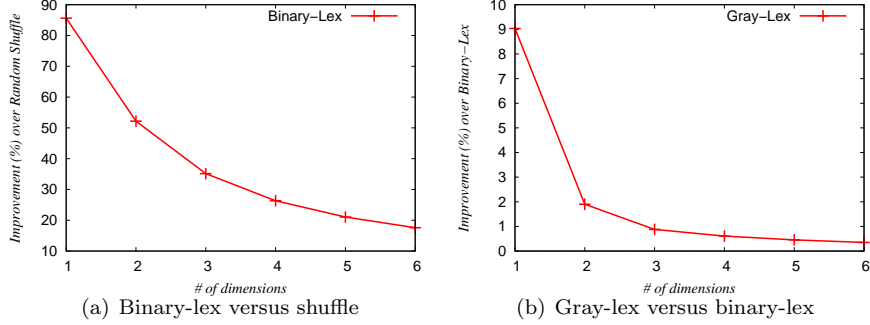 Improvement (%) over Random Shuffle
90
80
70
60
50
40
30
20
10
Binary-Lex
1 2 3 4 5 6
# of dimensions
(a) Binary-lex versus shuffle
Improvement (%) over Binary-Lex
10
9
8
7
6
5
4
3
2
1
0
Gray-Lex
1 2 3 4 5 6
# of dimensions
(b) Gray-lex versus binary-lex